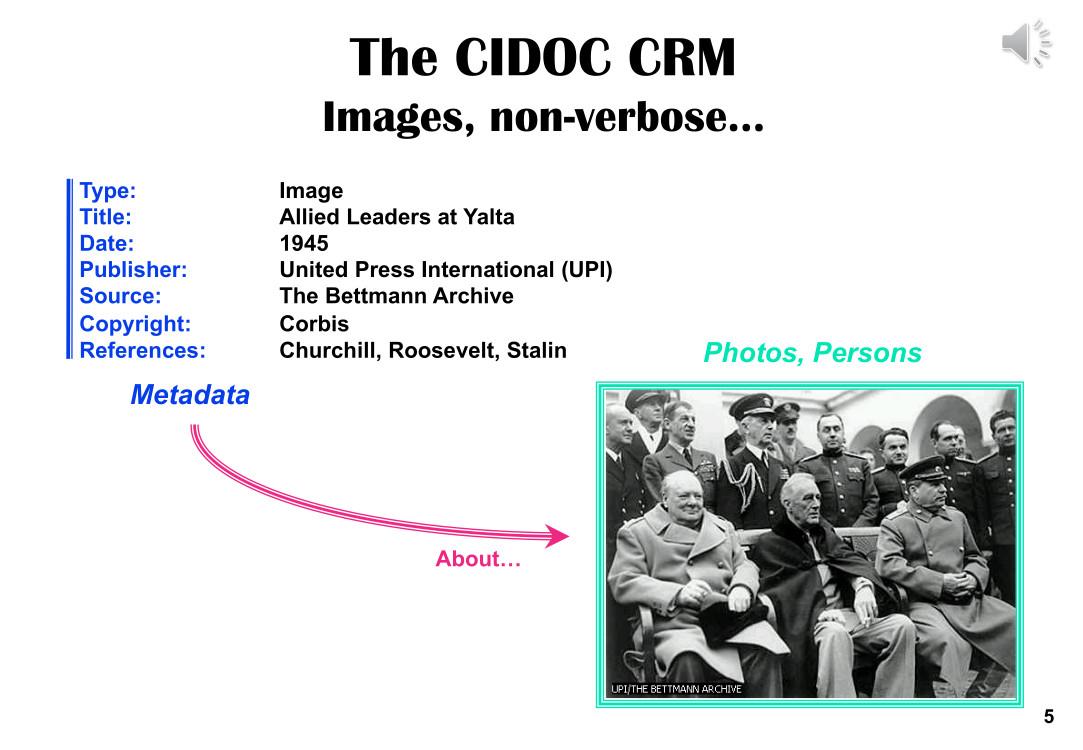 The CIDOC CRM
Images, non-verbose…
Type: Image
Title: Allied Leaders at Yalta
Date: 1945
Publisher: United Press International (UPI)
Source: The Bettmann Archive
Copyright: Corbis
References: Churchill, Roosevelt, Stalin
Photos, Persons
Metadata
About…
UPI/THE BETTMANN ARCHIVE
5